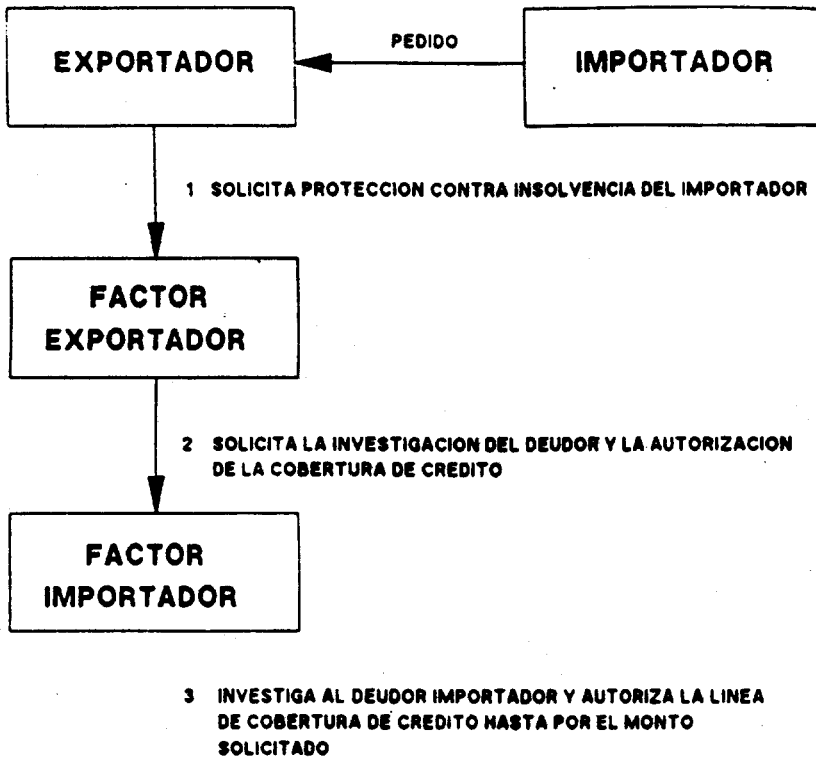 EXPORTADOR
PEDIDO
IMPORTADOR
1 SOLICITA PROTECCION CONTRA INSOLVENCIA DEL IMPORTADOR
FACTOR
EXPORTADOR
2 SOLICITA LA INVESTIGACION DEL DEUDOR Y LA AUTORIZACION
DE LA COBERTURA DE CREDITO
FACTOR
IMPORTADOR
3 INVESTIGA AL DEUDOR IMPORTADOR Y AUTORIZA LA LINEA
DE COBERTURA DE CREDITO HASTA POR EL MONTO
SOLICITADO